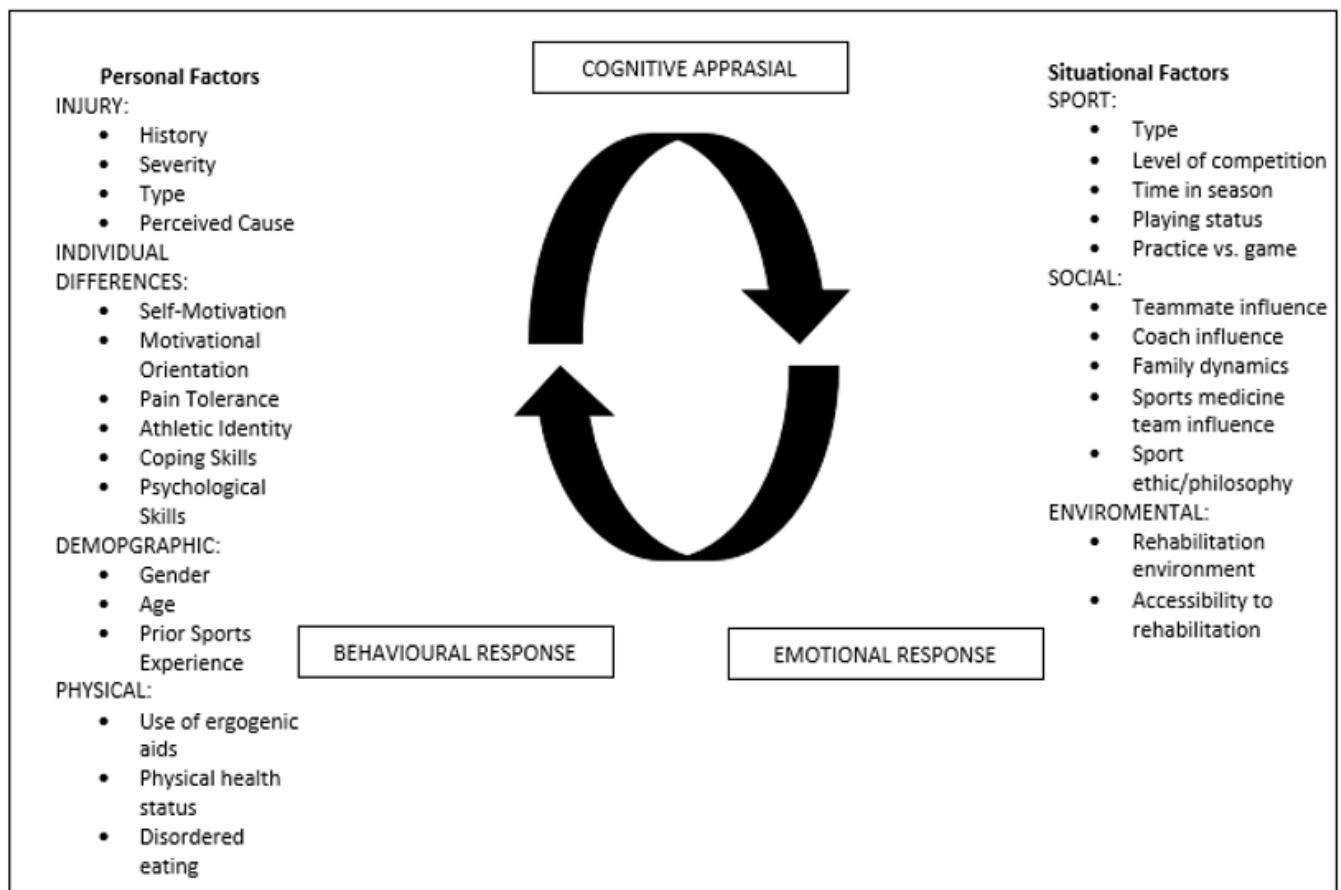 COGNITIVE APPRASIAL
Personal Factors
INJURY:
• History
• Severity
• Type
• Perceived Cause
INDIVIDUAL
DIFFERENCES:
• Self-Motivation
• Motivational
Orientation
• Pain Tolerance
• Athletic Identity
• Coping Skills
• Psychological
Skills
DEMOPGRAPHIC:
• Gender
• Age
• Prior Sports
Experience
PHYSICAL:
• Use of ergogenic
aids
• Physical health
status
• Disordered
eating
Situational Factors
SPORT:
• Type
• Level of competition
• Time in season
• Playing status
• Practice vs. game
SOCIAL:
• Teammate influence
• Coach influence
• Family dynamics
• Sports medicine
team influence
• Sport
ethic/philosophy
ENVIROMENTAL:
• Rehabilitation
environment
• Accessibility to
rehabilitation
BEHAVIOURAL RESPONSE
EMOTIONAL RESPONSE